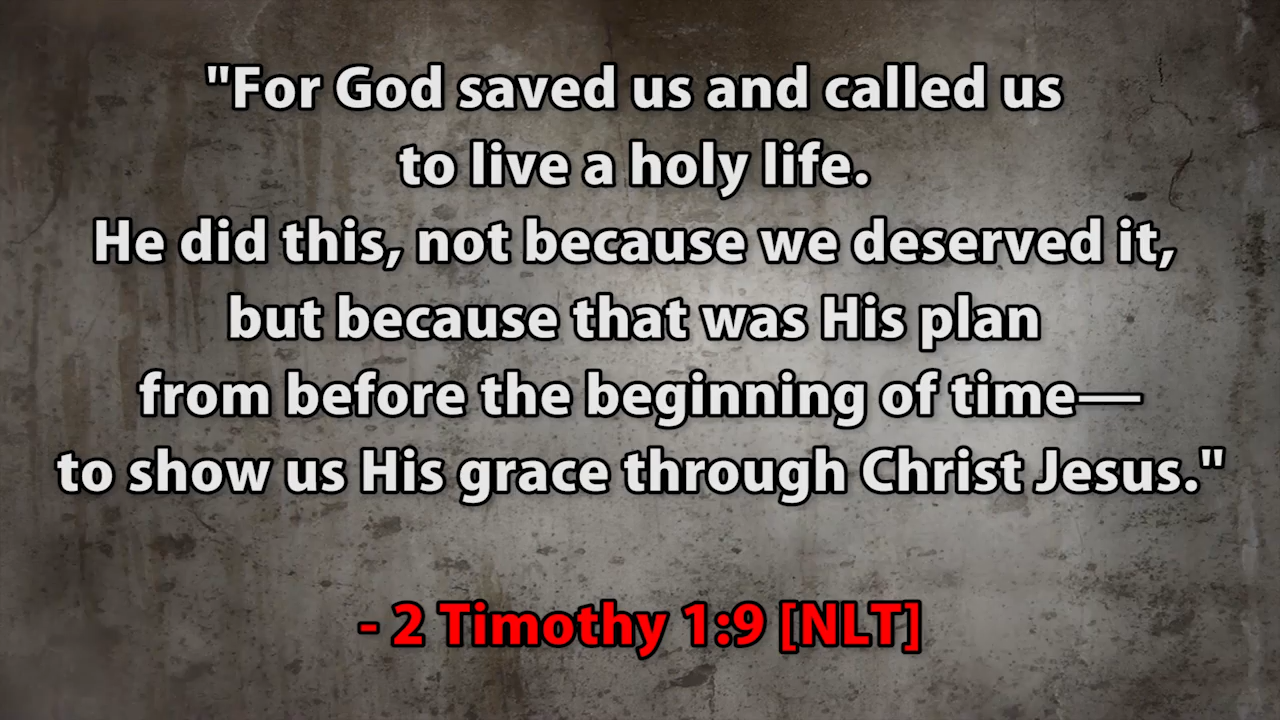 "For God saved us and called us
to live a holy life.
He did this, not because we deserved it,
but because that was His plan
from before the beginning of time—
to show us His grace through Christ Jesus."
- 2 Timothy 1:9 [NLT]